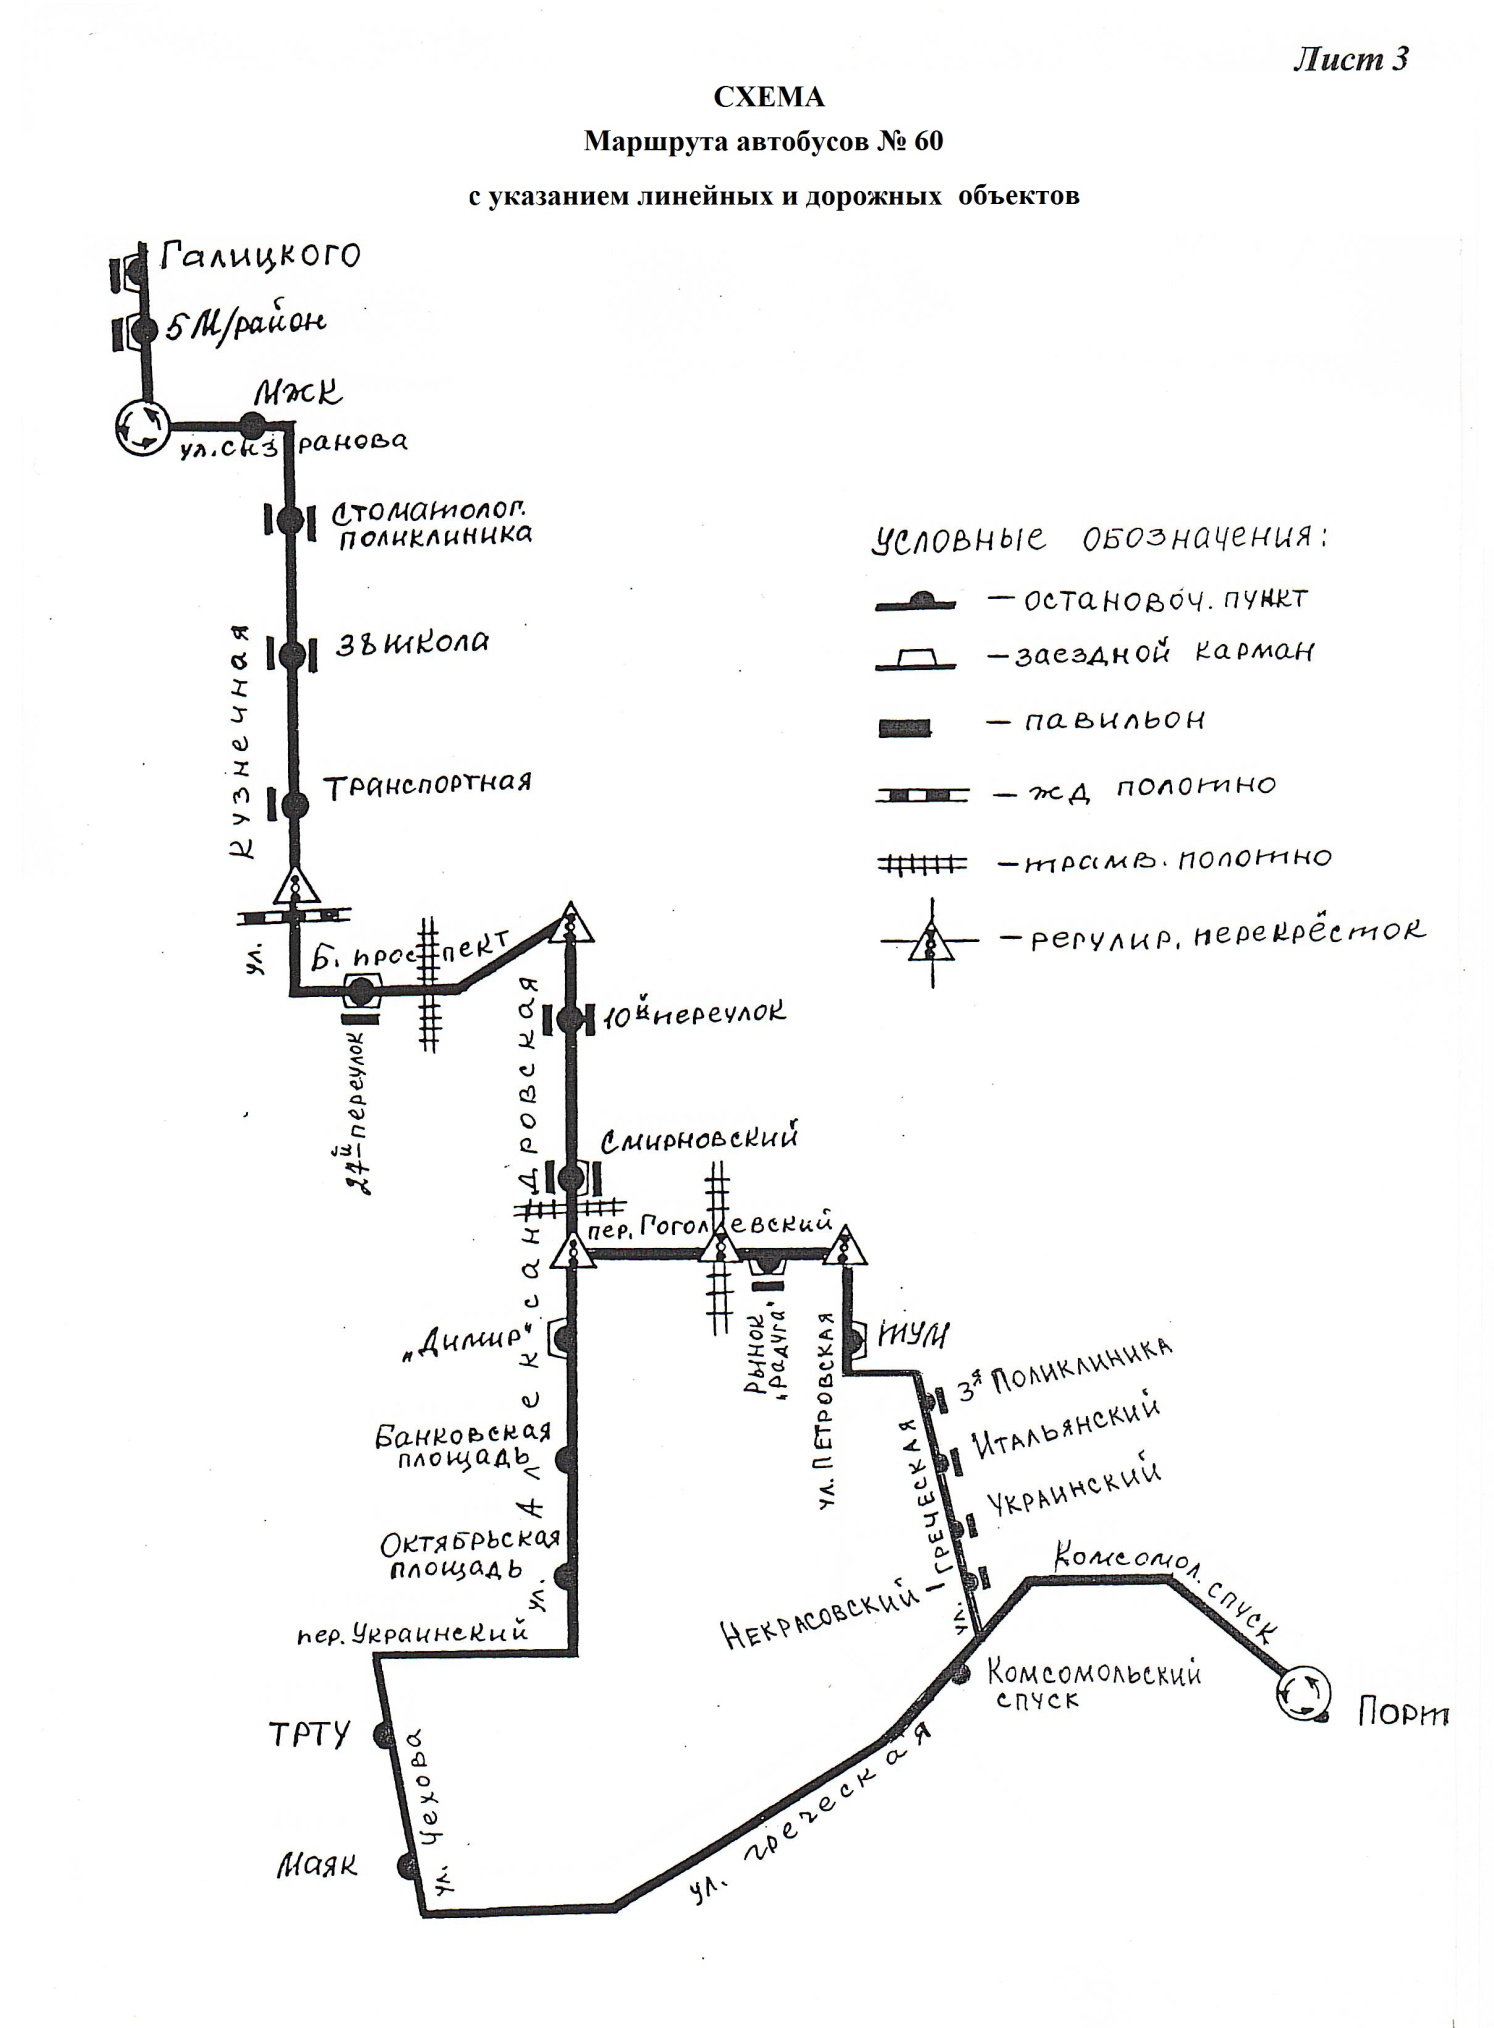 Лист 3
СХЕМА
Маршрута автобусов № 60
с указанием линейных и дорожных объектов
Галицкого
5 М/район
МЖК
ул. Сызранова
Стоматолог.
поликлиника
38 школа
ул. Кузнечная
Транспортная
Б. проспект
27й переулок
10й переулок
Смирновский
ул. Александровская
пер. Гоголевский
Рынок
"Радуга"
ул. Петровская
ТУМ
3я Поликлиника
Итальянский
Украинский
Некрасовский
ул. 1 Греческая
"Димир"
Банковская
площадь
Октябрьская
площадь
пер. Украинский
ТРТУ
ул. Чехова
Маяк
ул. Греческая
Комсомольский
спуск
Комсомол. спуск
Порт
Условные обозначения:
– остановоч. пункт
– заездной карман
– павильон
– жд полотно
– трамв. полотно
– регулир. перекрёсток